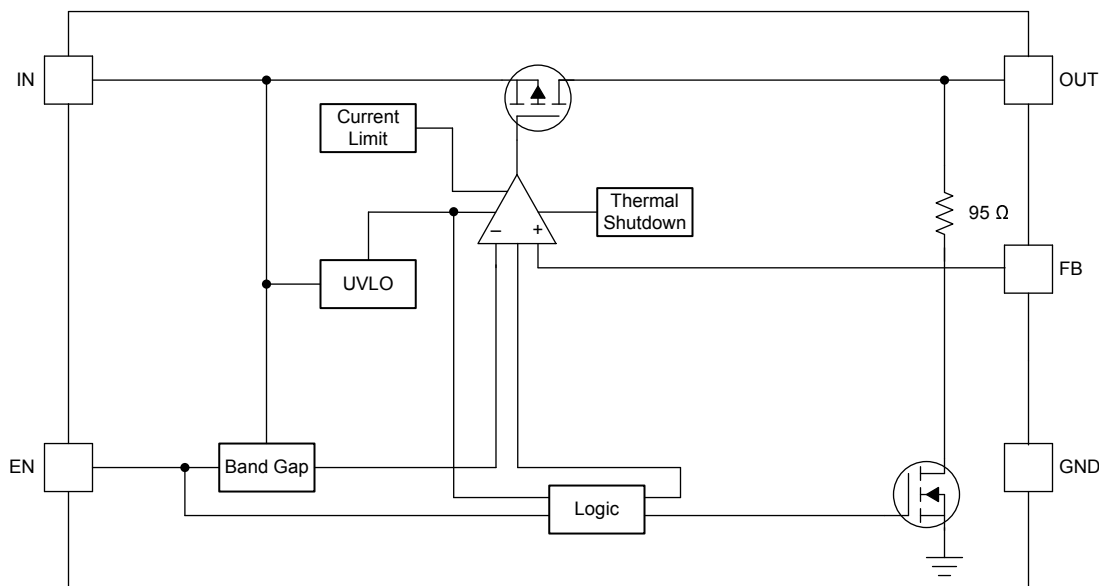 IN
OUT
Current
Limit
Thermal
Shutdown
95 Ω
–
+
UVLO
FB
EN
Band Gap
GND
Logic